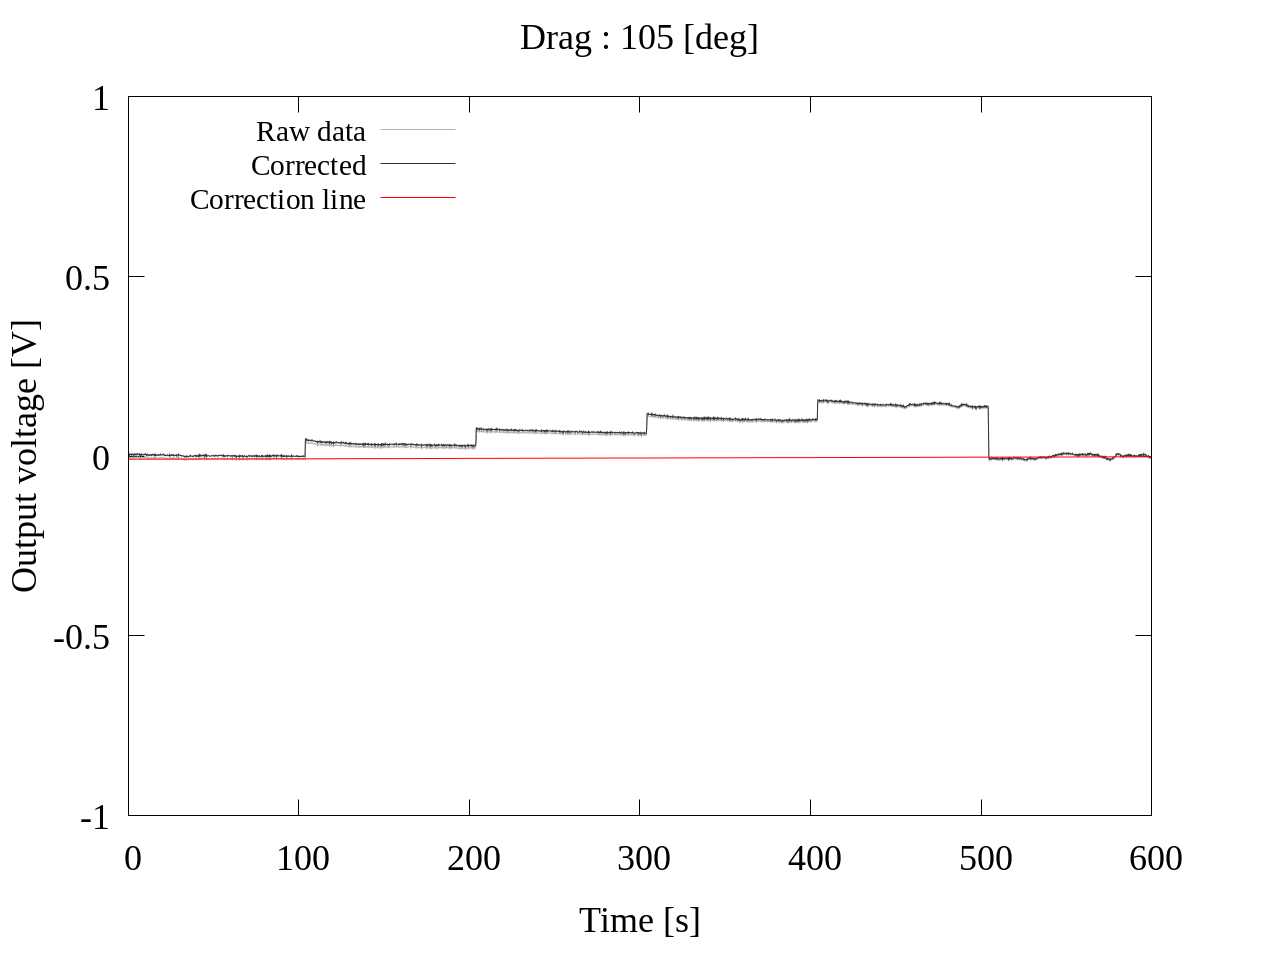 Drag : 105 [deg]
1
0.5
0
-0.5
-1
Output voltage [V]
Raw data
Corrected
Correction line
0 100 200 300 400 500 600
Time [s]